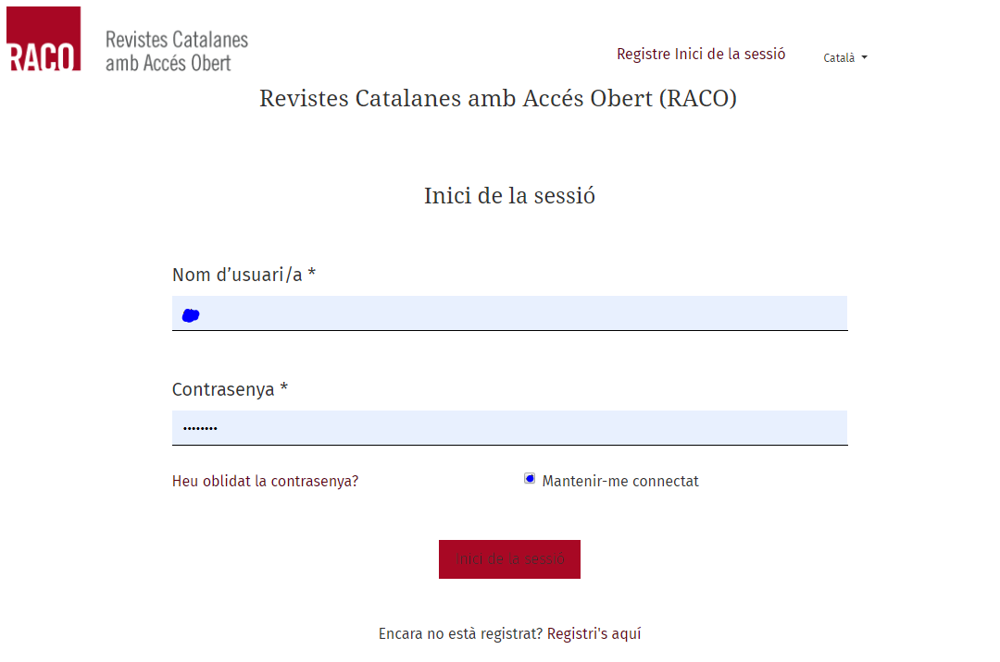 RACO
Revistes Catalanes
amb Accés Obert
Registre Inici de la sessió
Català
Revistes Catalanes amb Accés Obert (RACO)
Inici de la sessió
Nom d’usuari/a *
Contrasenya *
••••••••
Heu oblidat la contrasenya?
Mantenir-me connectat
Inici de la sessió
Encara no està registrat? Registri's aquí